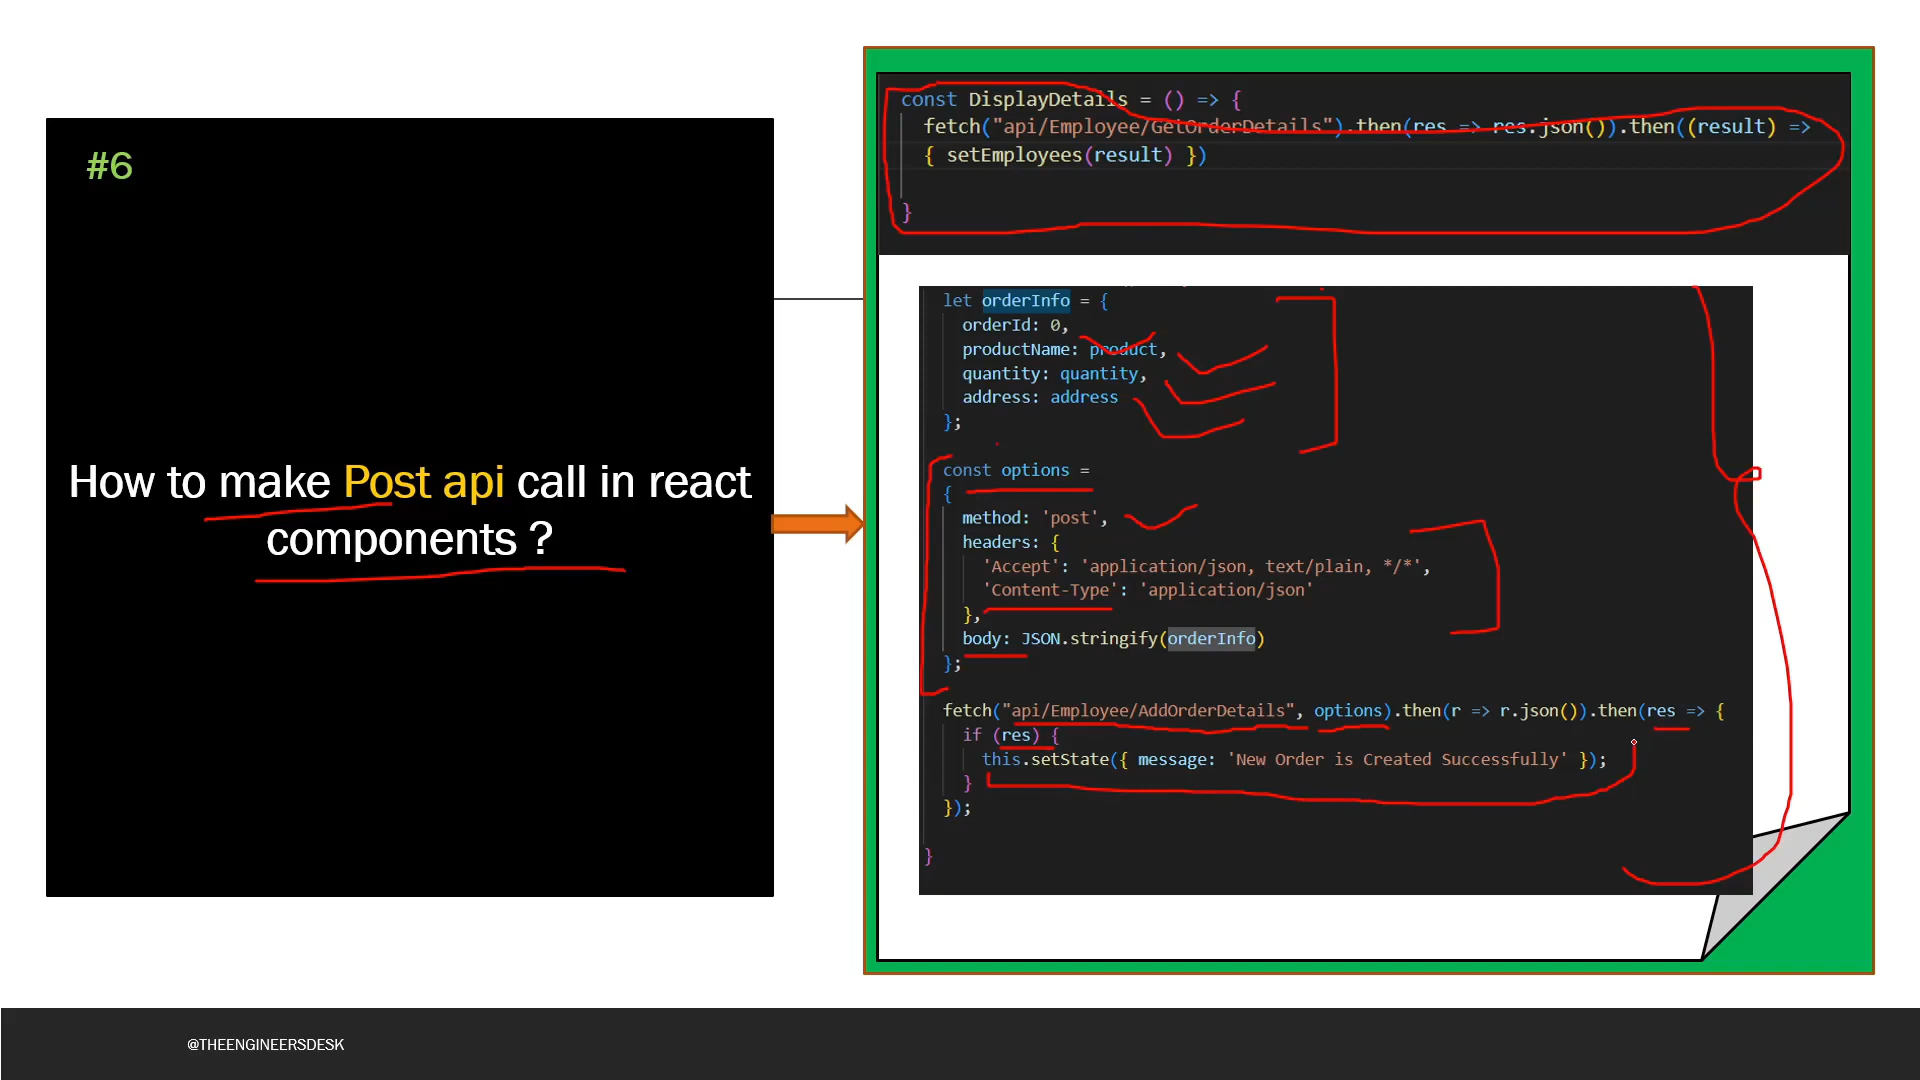 #6
How to make Post api call in react
components ?
const DisplayDetails = () => {
fetch("api/Employee/GetOrderDetails").then(res => res.json()).then((result) =>
{ setEmployees(result) })
}
let orderInfo = {
orderId: 0,
productName: product,
quantity: quantity,
address: address
};
const options =
{
method: 'post',
headers: {
'Accept': 'application/json, text/plain, */*',
'Content-Type': 'application/json'
},
body: JSON.stringify(orderInfo)
};
fetch("api/Employee/AddOrderDetails", options).then(r => r.json()).then(res => {
if (res) {
this.setState({ message: 'New Order is Created Successfully' });
}
});
}
@THEENGINEERSDESK